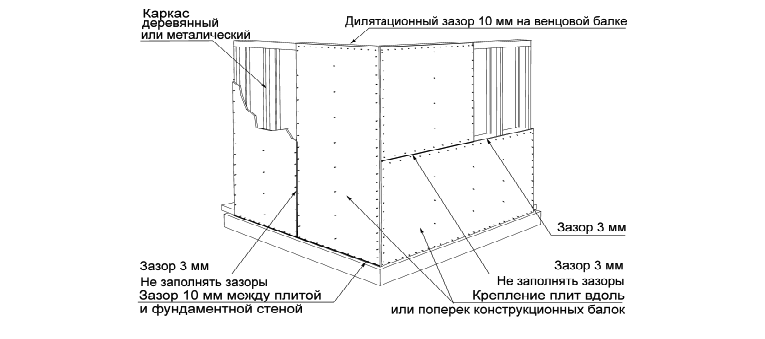 Каркас
деревянный
или металический
Дилятационный зазор 10 мм на венцовой балке
Зазор 3 мм
Зазор 3 мм
Не заполнять зазоры
Зазор 10 мм между плитой
и фундаментной стеной
Зазор 3 мм
Не заполнять зазоры
Крепление плит вдоль
или поперек конструкционных балок